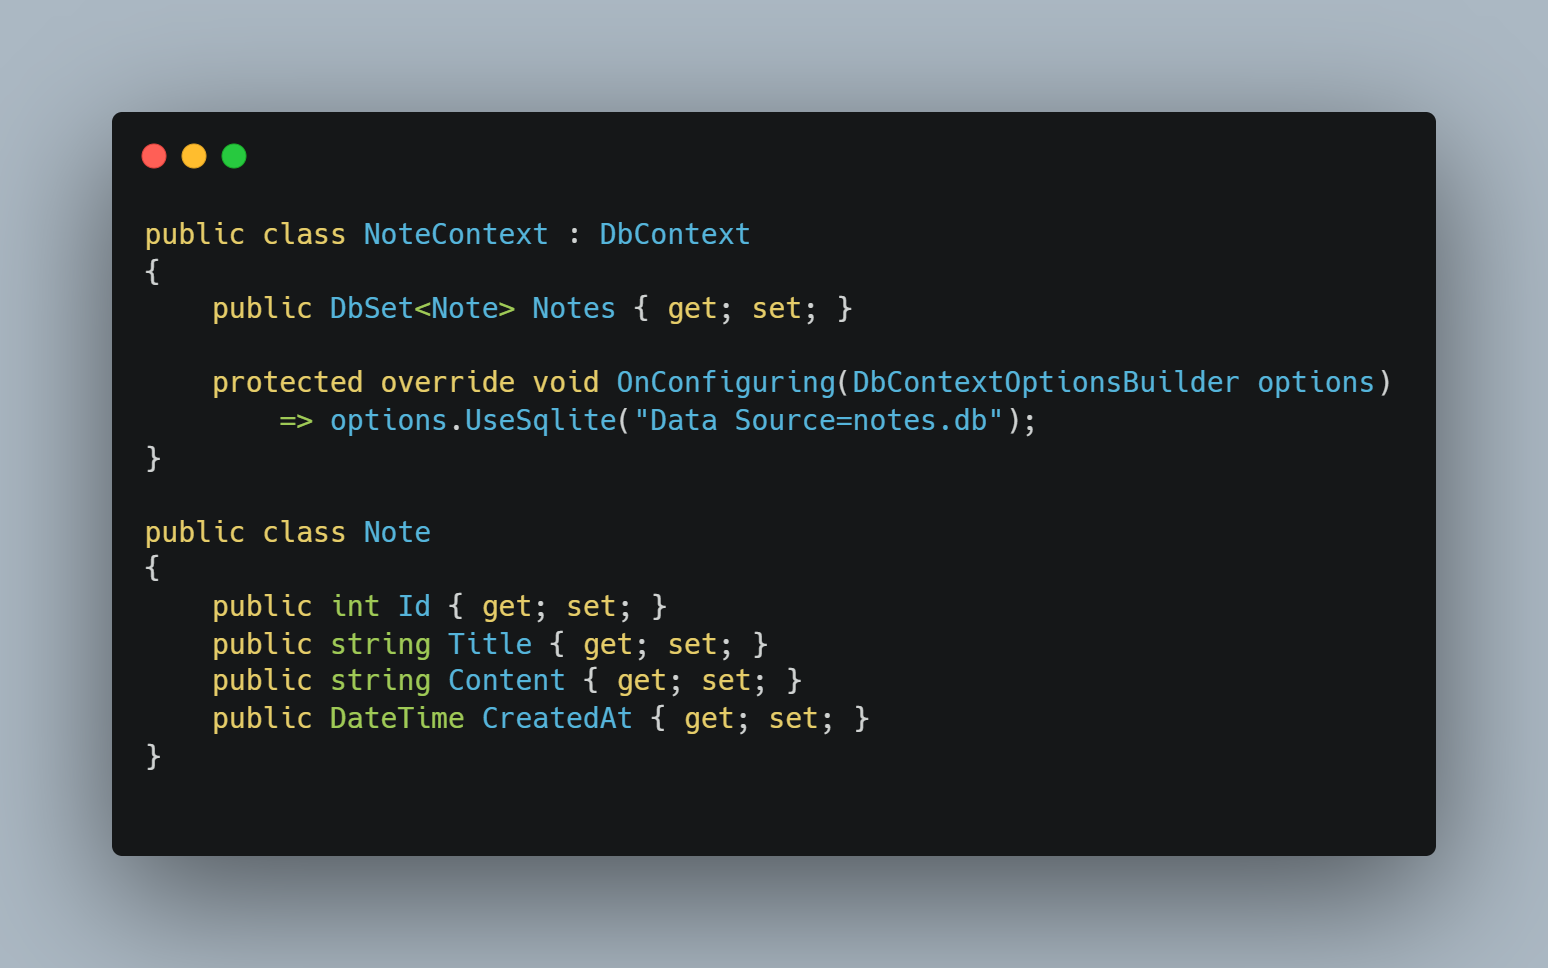 public class NoteContext : DbContext
{
    public DbSet<Note> Notes { get; set; }

    protected override void OnConfiguring(DbContextOptionsBuilder options)
        => options.UseSqlite("Data Source=notes.db");
}

public class Note
{
    public int Id { get; set; }
    public string Title { get; set; }
    public string Content { get; set; }
    public DateTime CreatedAt { get; set; }
}